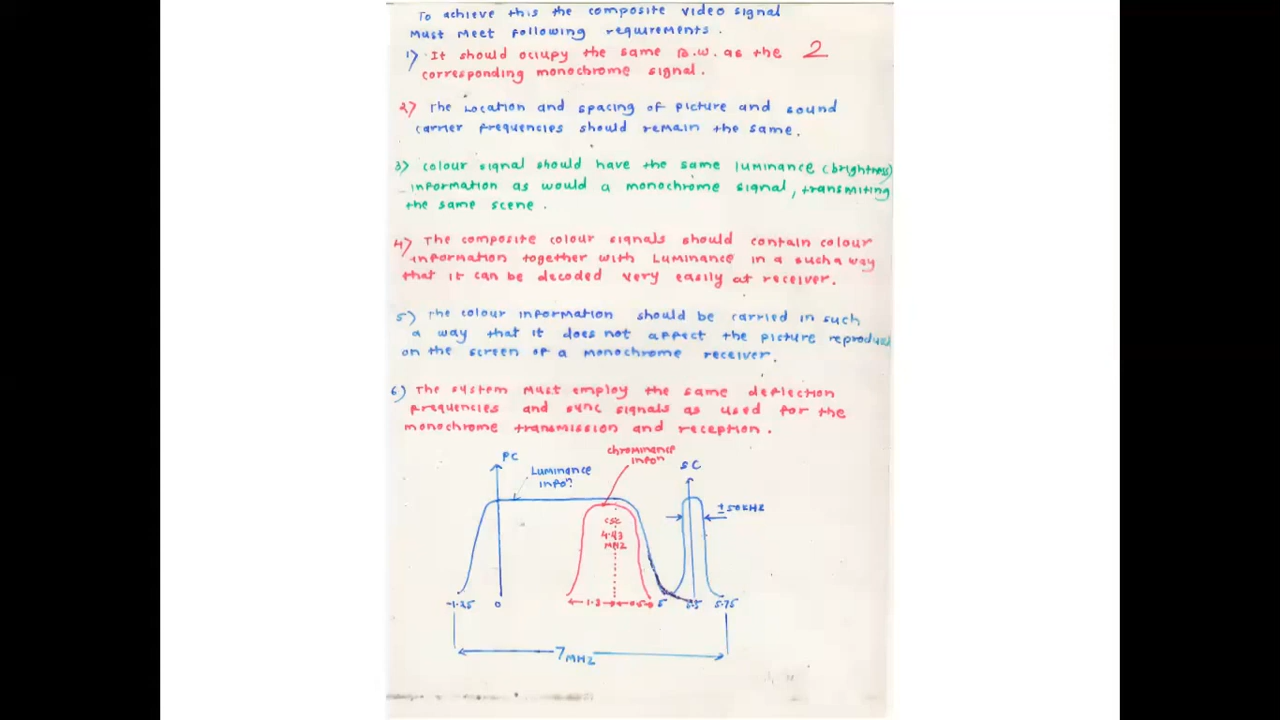 To achieve this the composite video signal
must meet following requirements.
1) It should occupy the same B.W. as the 2
corresponding monochrome signal.
2) The Location and spacing of picture and sound
carrier frequencies should remain the same.
3) Colour signal should have the same luminance (brightness)
information as would a monochrome signal, transmiting
the same scene.
4) The composite colour signals should contain colour
information together with Luminance in a such a way
that it can be decoded very easily at receiver.
5) The colour information should be carried in such
a way that it does not affect the picture reproduced
on the screen of a monochrome receiver.
6) The system must employ the same deflection
frequencies and sync signals as used for the
monochrome transmission and reception.
PC
Luminance
infon.
chrominance
infon
SC
±50KHZ
CSC
4.43
MHZ
-1.25 0 1.3 5 5.5 5.75
7MHZ